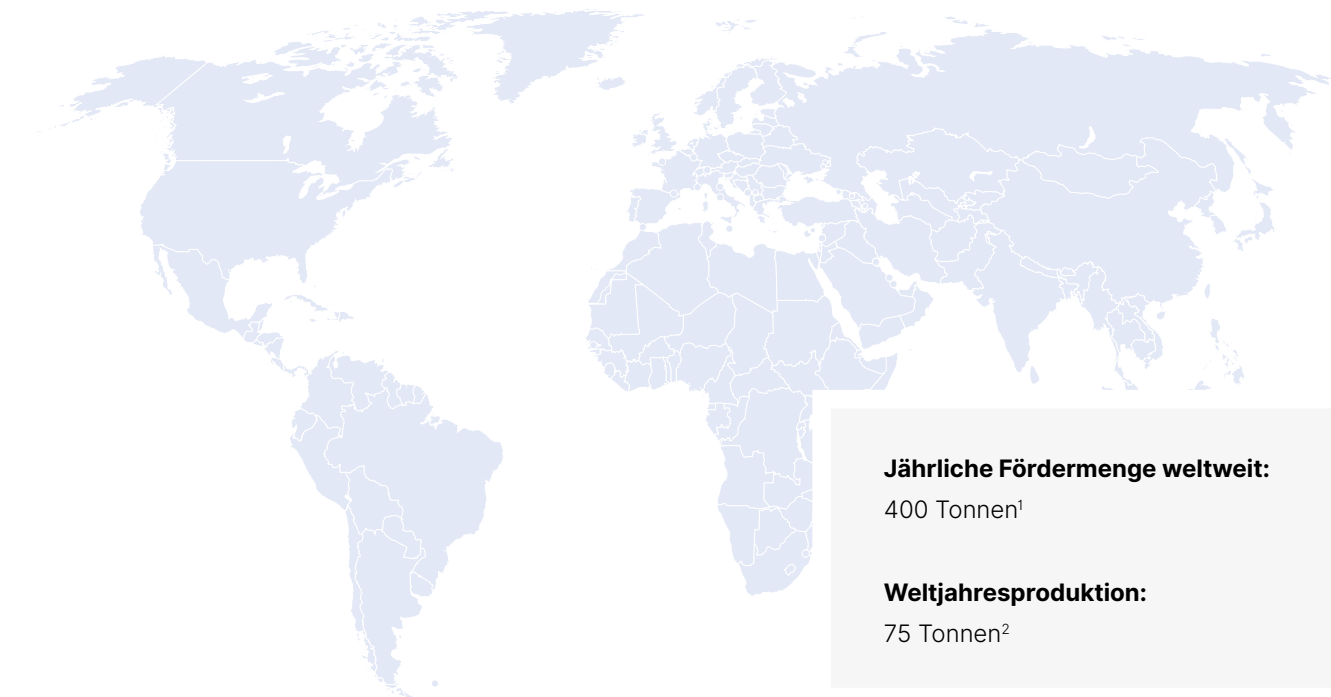 Jährliche Fördermenge weltweit:
400 Tonnen¹
Weltjahresproduktion:
75 Tonnen²